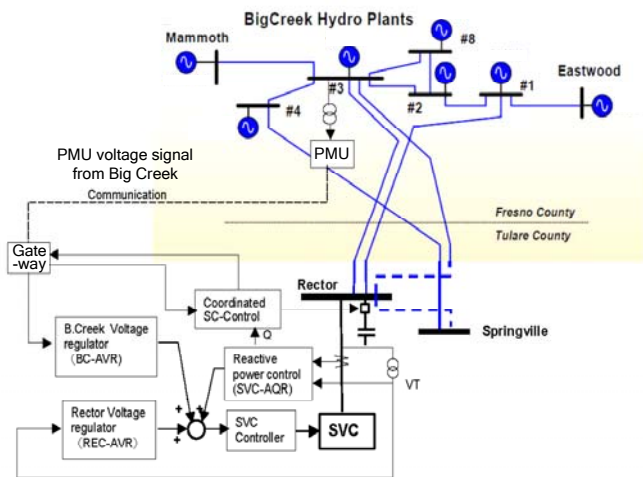 BigCreek Hydro Plants
Mammoth
#8
#3
#1
Eastwood
#4
#2
PMU
PMU voltage signal
from Big Creek
Communication
Fresno County
Tulare County
Gate
-way
Rector
Coordinated
SC-Control
Springville
B.Creek Voltage
regulator
(BC-AVR)
Q
Reactive
power control
(SVC-AQR)
VT
+
+
+
Rector Voltage
regulator
(REC-AVR)
SVC
Controller
SVC